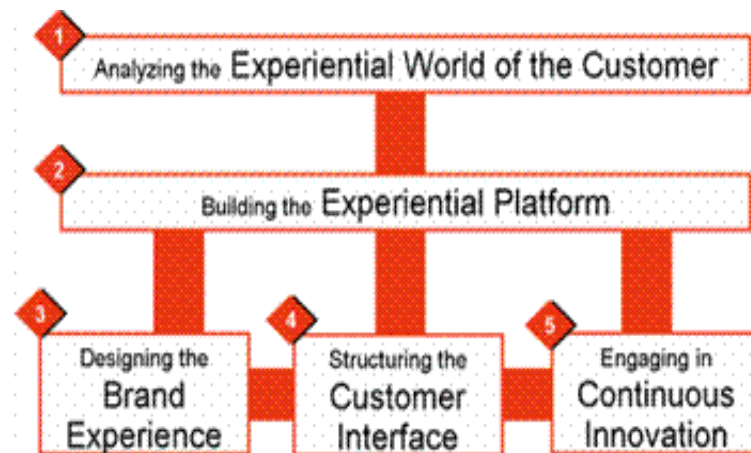 1
Analyzing the Experiential World of the Customer
2
Building the Experiential Platform
3
Designing the
Brand
Experience
4
Structuring the
Customer
Interface
5
Engaging in
Continuous
Innovation